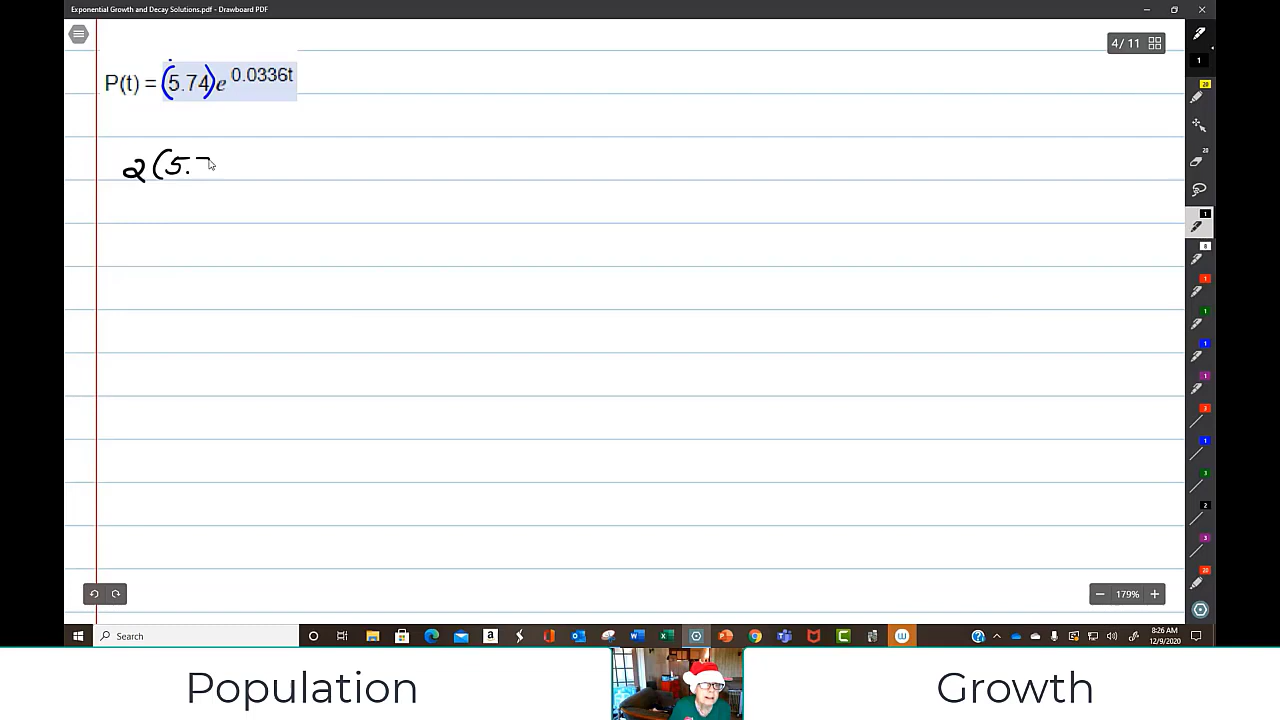 Exponential Growth and Decay Solutions.pdf - Drawboard PDF
4/11
P(t) = (5.74) e^0.0336t
2(5.7
179%
Search
8:26 AM
12/9/2020
Population
Growth